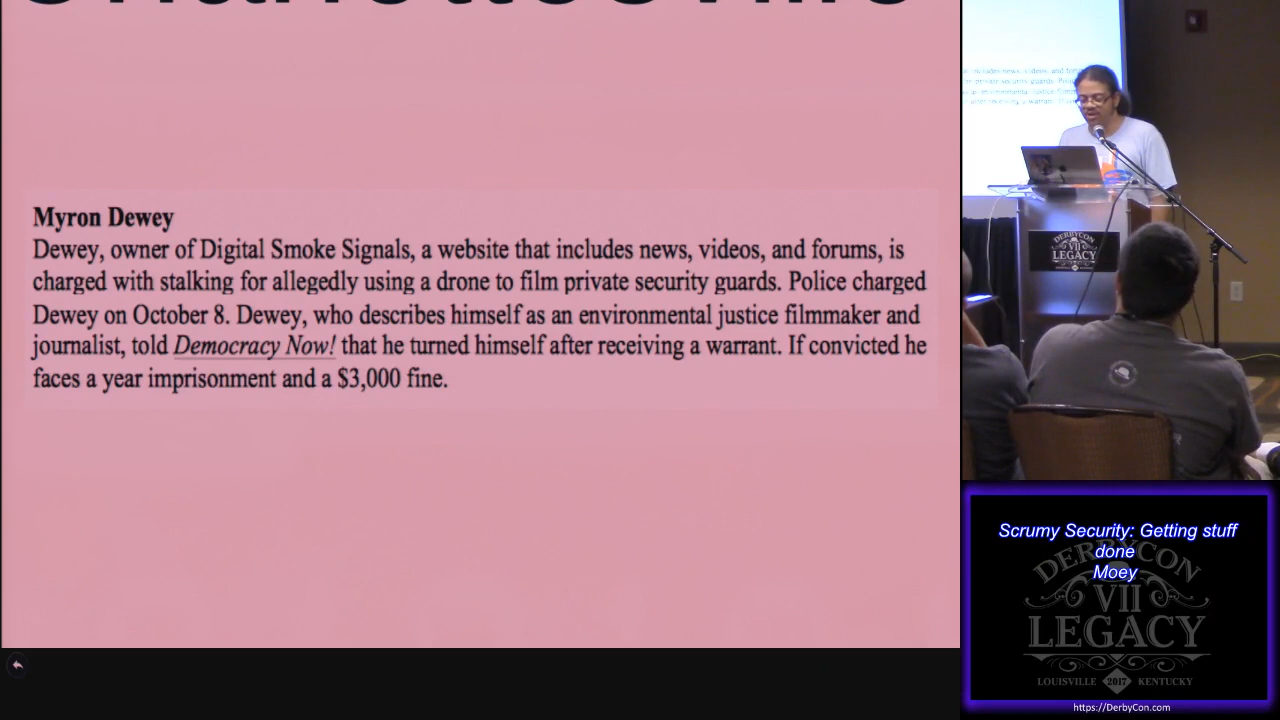 Myron Dewey
Dewey, owner of Digital Smoke Signals, a website that includes news, videos, and forums, is
charged with stalking for allegedly using a drone to film private security guards. Police charged
Dewey on October 8. Dewey, who describes himself as an environmental justice filmmaker and
journalist, told Democracy Now! that he turned himself after receiving a warrant. If convicted he
faces a year imprisonment and a $3,000 fine.
DERBYCON
VII
LEGACY
Scrumy Security: Getting stuff
done
Moey
DERBYCON
VII
LEGACY
LOUISVILLE 2017 KENTUCKY
https://DerbyCon.com